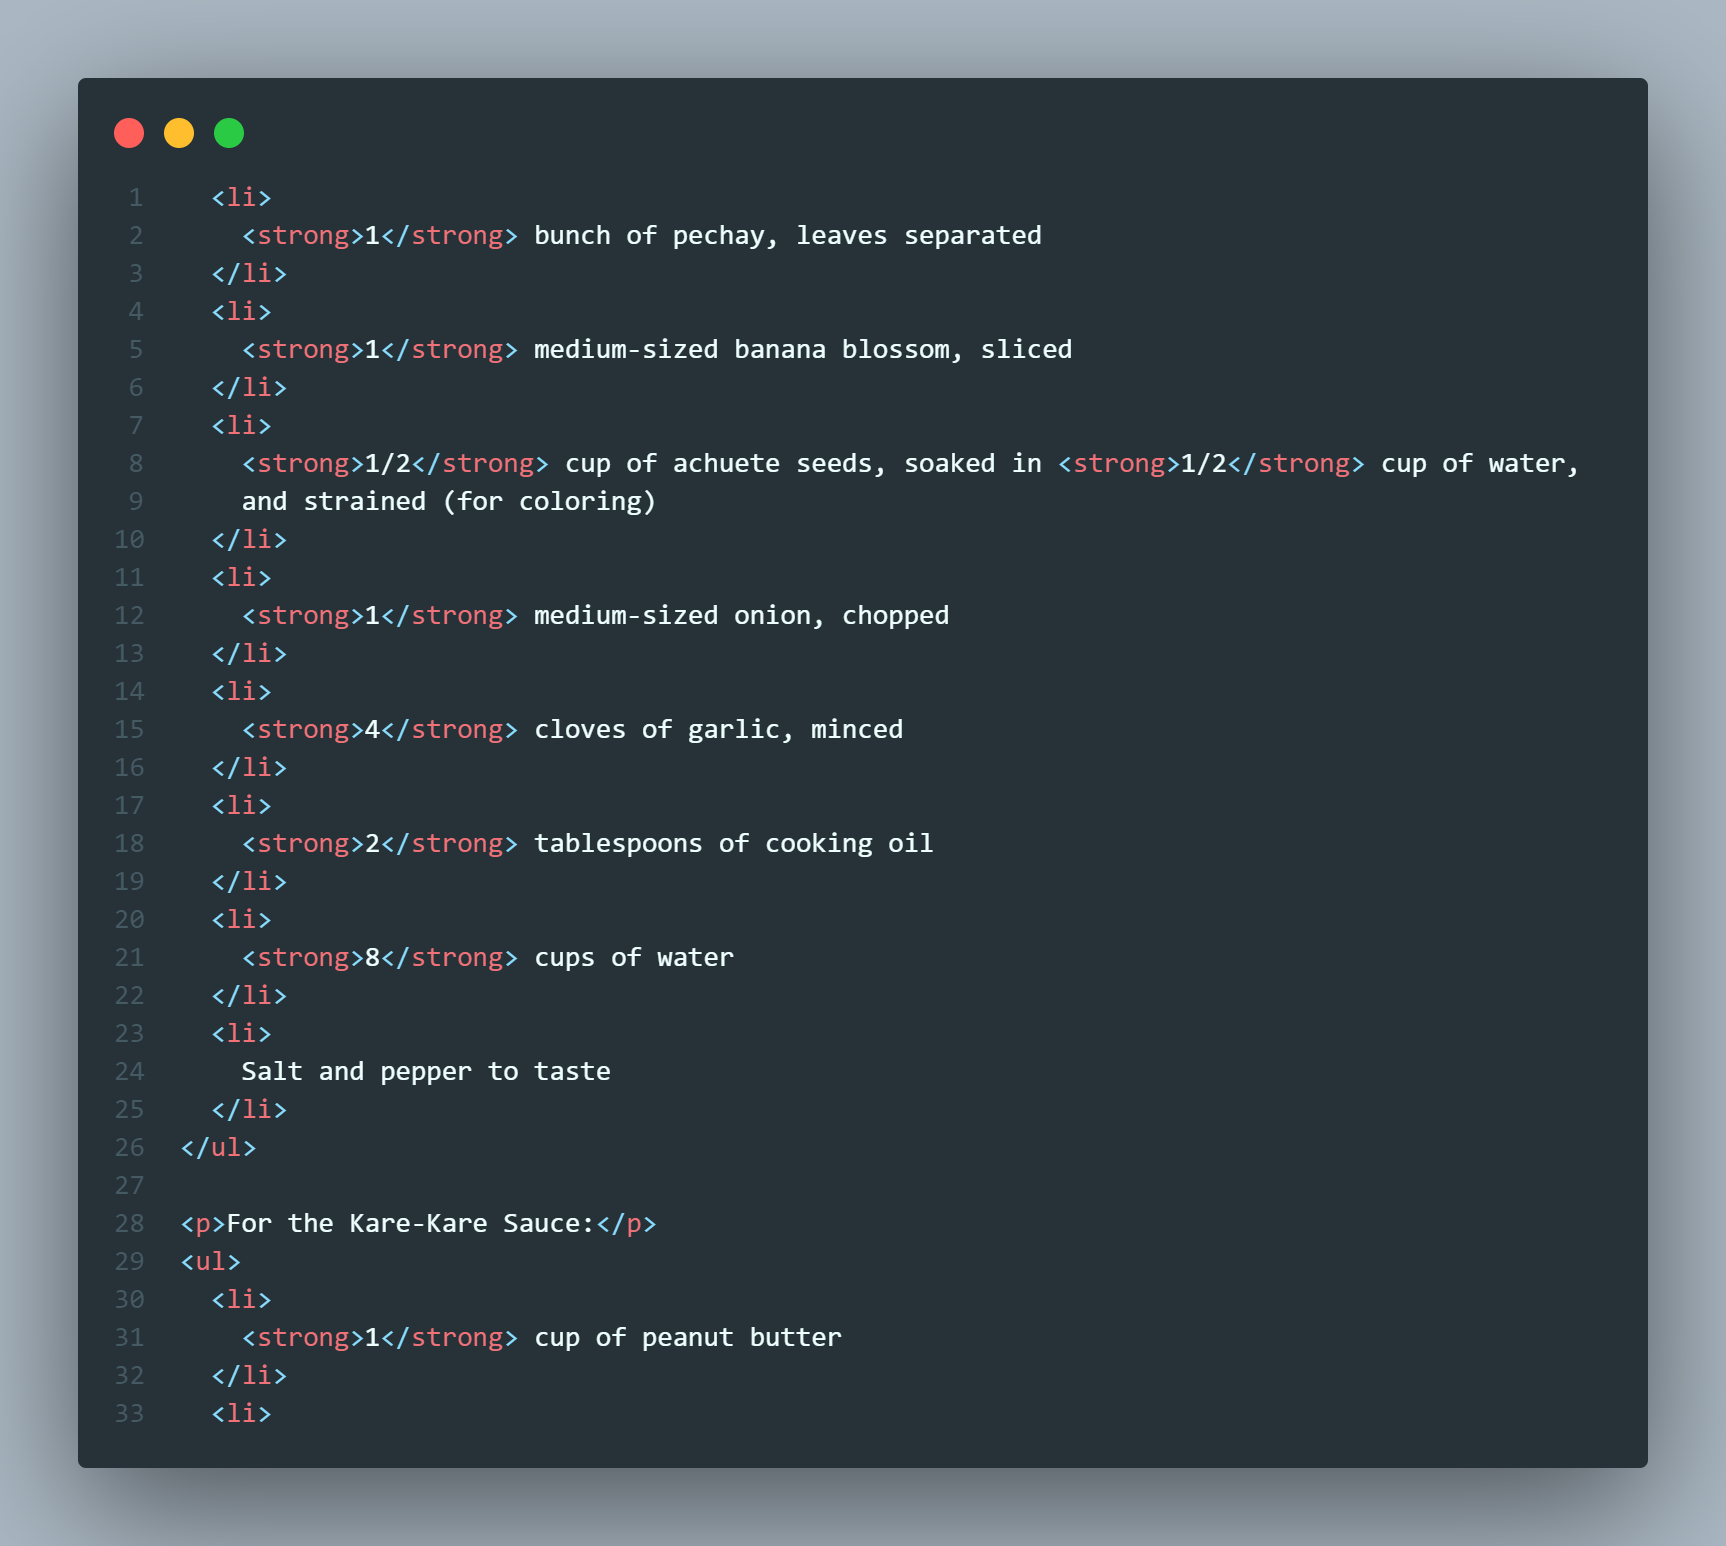 1 <li>
2 <strong>1</strong> bunch of pechay, leaves separated
3 </li>
4 <li>
5 <strong>1</strong> medium-sized banana blossom, sliced
6 </li>
7 <li>
8 <strong>1/2</strong> cup of achuete seeds, soaked in <strong>1/2</strong> cup of water,
9 and strained (for coloring)
10 </li>
11 <li>
12 <strong>1</strong> medium-sized onion, chopped
13 </li>
14 <li>
15 <strong>4</strong> cloves of garlic, minced
16 </li>
17 <li>
18 <strong>2</strong> tablespoons of cooking oil
19 </li>
20 <li>
21 <strong>8</strong> cups of water
22 </li>
23 <li>
24 Salt and pepper to taste
25 </li>
26 </ul>
27
28 <p>For the Kare-Kare Sauce:</p>
29 <ul>
30 <li>
31 <strong>1</strong> cup of peanut butter
32 </li>
33 <li>